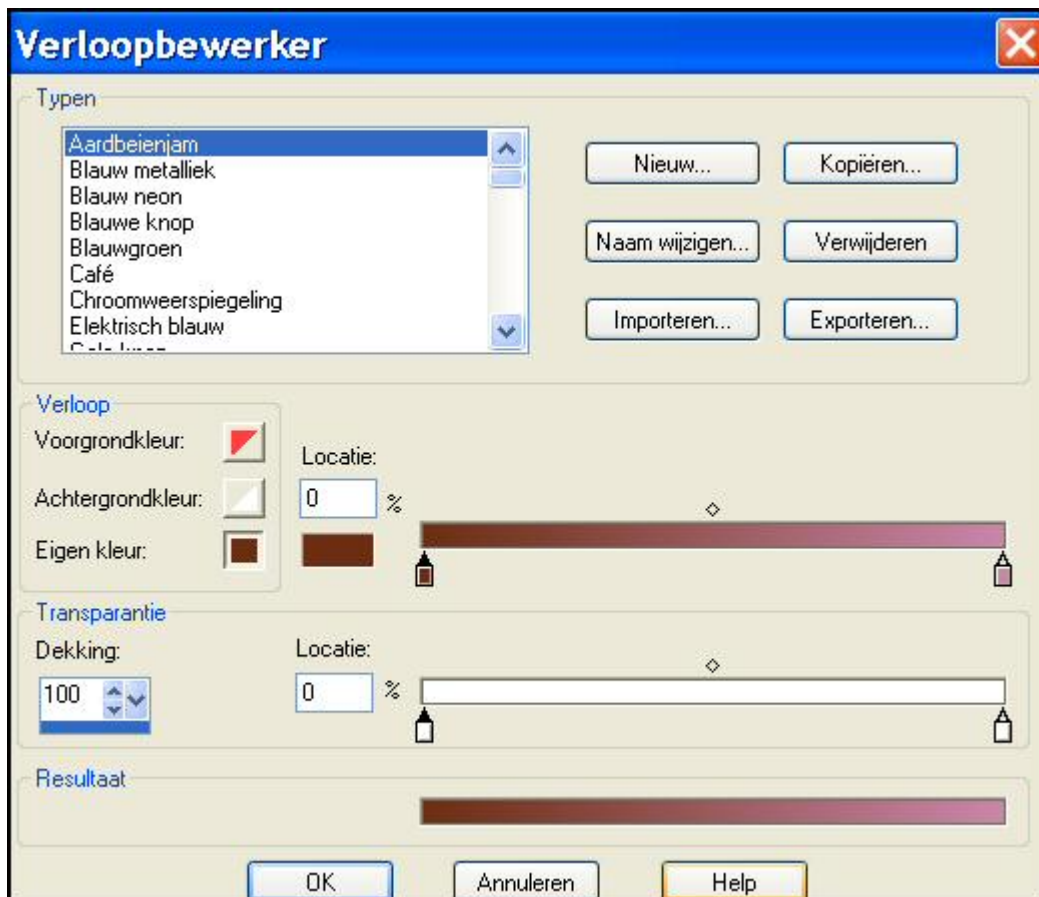 Verloopbewerker
Typen
Aardbeienjam
Blauw metalliek
Blauw neon
Blauwe knop
Blauwgroen
Café
Chroomweerspiegeling
Elektrisch blauw
Nieuw...
Kopiëren...
Naam wijzigen...
Verwijderen
Importeren...
Exporteren...
Verloop
Voorgrondkleur:
Achtergrondkleur:
Eigen kleur:
Locatie:
0 %
Transparantie
Dekking:
100
Locatie:
0 %
Resultaat
OK
Annuleren
Help